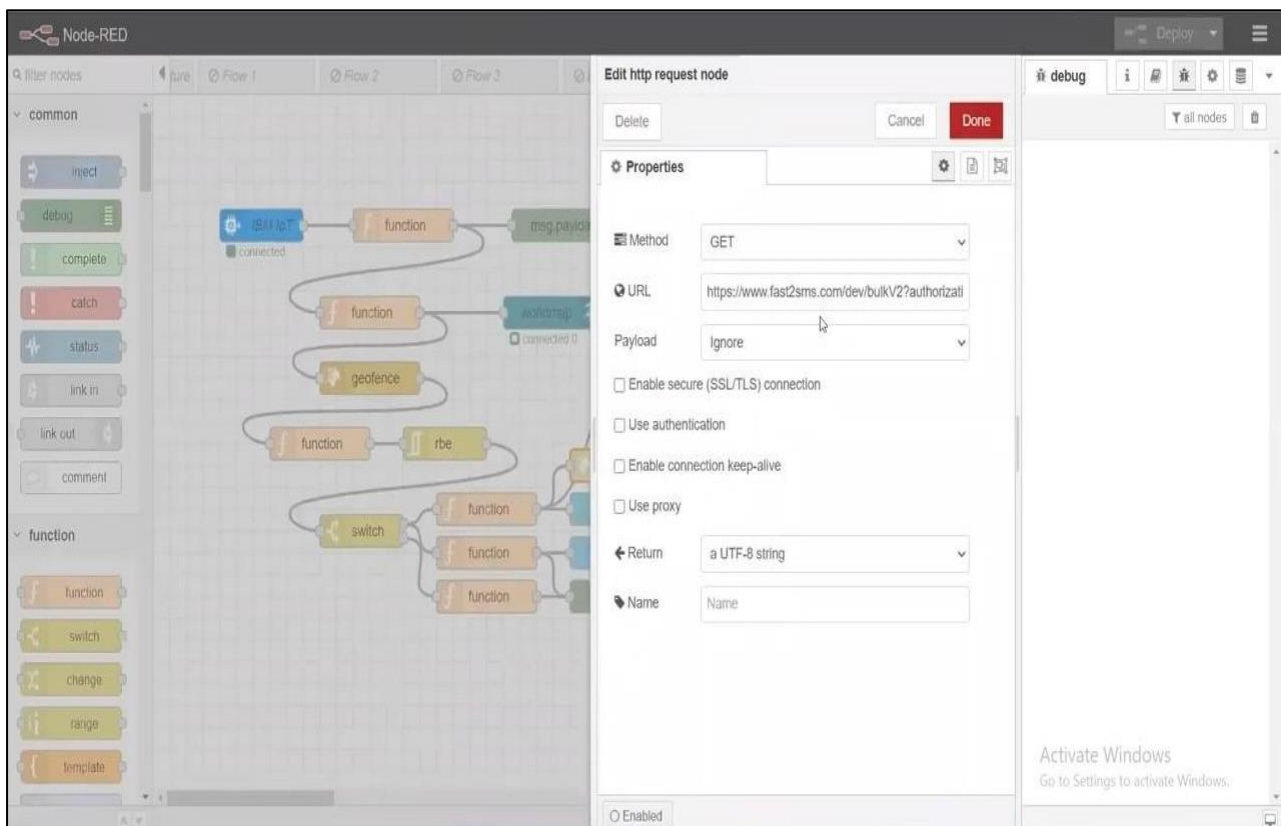 Node-RED
Deploy
filter nodes
Flow 1
Flow 2
Flow 3
common
inject
debug
complete
catch
status
link in
link out
comment
function
function
switch
change
range
template
IBM IoT
connected
function
msg.payloa
function
worldmap
connected 0
geofence
function
rbe
switch
function
function
function
Edit http request node
Delete
Cancel
Done
Properties
Method
GET
URL
https://www.fast2sms.com/dev/bulkV2?authorizati
Payload
Ignore
Enable secure (SSL/TLS) connection
Use authentication
Enable connection keep-alive
Use proxy
Return
a UTF-8 string
Name
Name
Enabled
debug
i
all nodes
Activate Windows
Go to Settings to activate Windows.